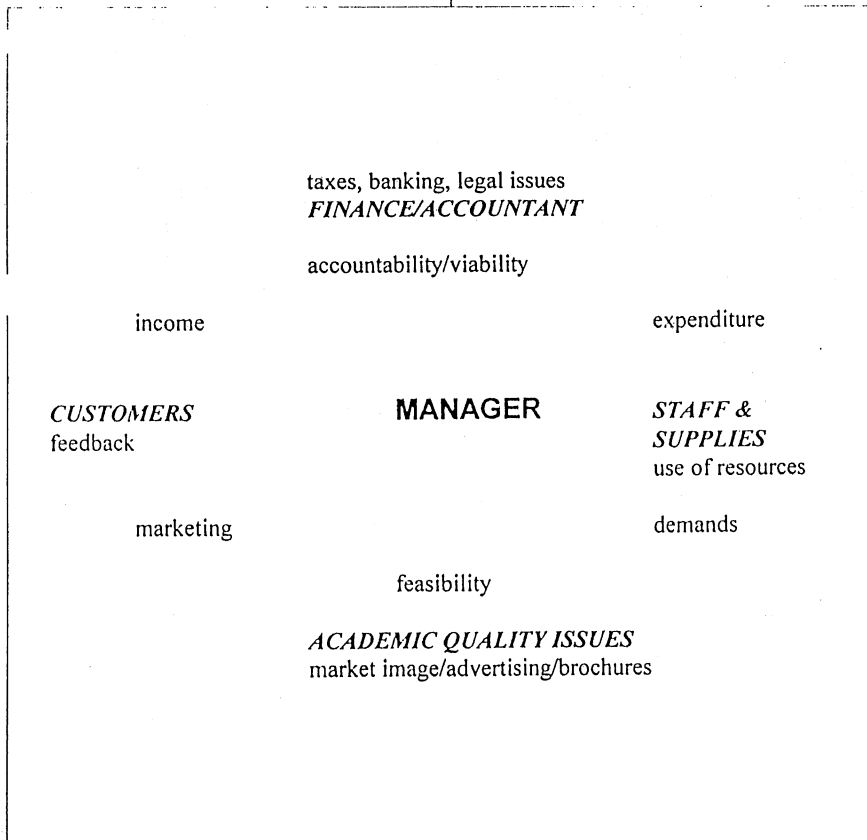 taxes, banking, legal issues
FINANCE/ACCOUNTANT
accountability/viability
income
expenditure
CUSTOMERS
feedback
MANAGER
STAFF &
SUPPLIES
use of resources
marketing
demands
feasibility
ACADEMIC QUALITY ISSUES
market image/advertising/brochures